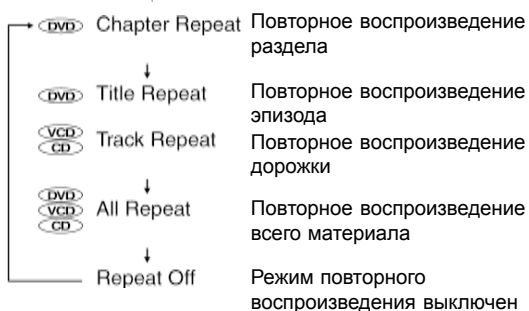 DVD Chapter Repeat Повторное воспроизведение
раздела
DVD Title Repeat Повторное воспроизведение
эпизода
VCD
CD Track Repeat Повторное воспроизведение
дорожки
DVD
VCD All Repeat Повторное воспроизведение
CD всего материала
Repeat Off Режим повторного
воспроизведения выключен